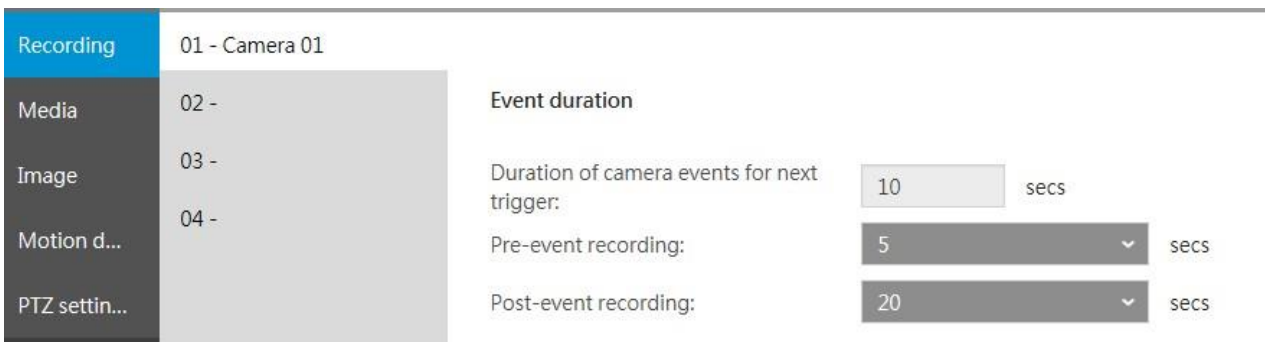 Recording
Media
Image
Motion d...
PTZ settin...
01 - Camera 01
02 -
03 -
04 -
Event duration
Duration of camera events for next
trigger:
10 secs
Pre-event recording:
5 secs
Post-event recording:
20 secs